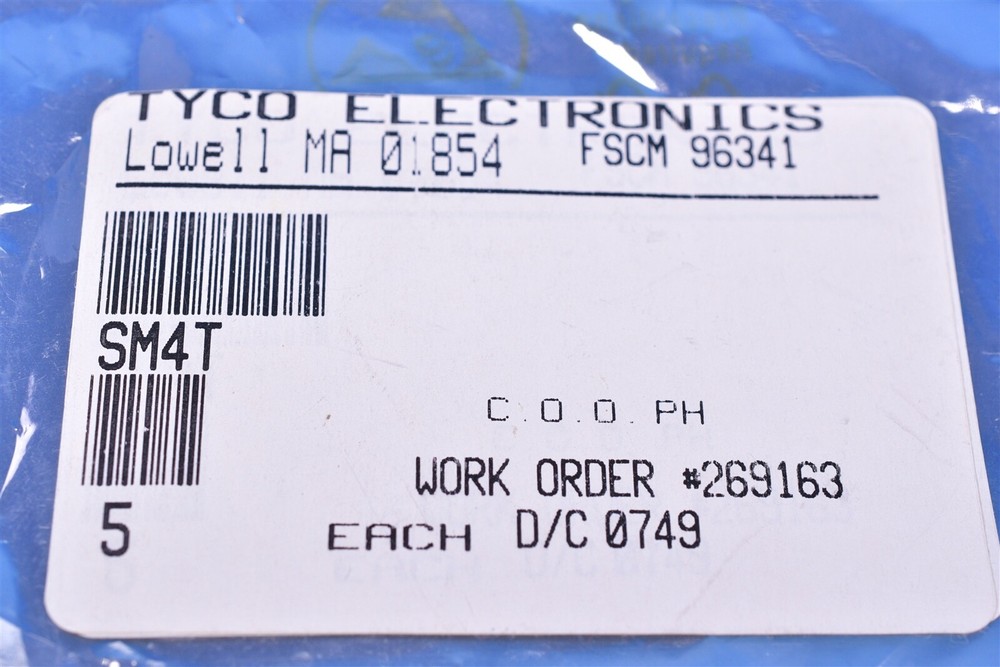 TYCO ELECTRONICS
Lowell MA 01854 FSCM 96341
SM4T
C.O.O. PH
WORK ORDER #269163
5 EACH D/C 0749